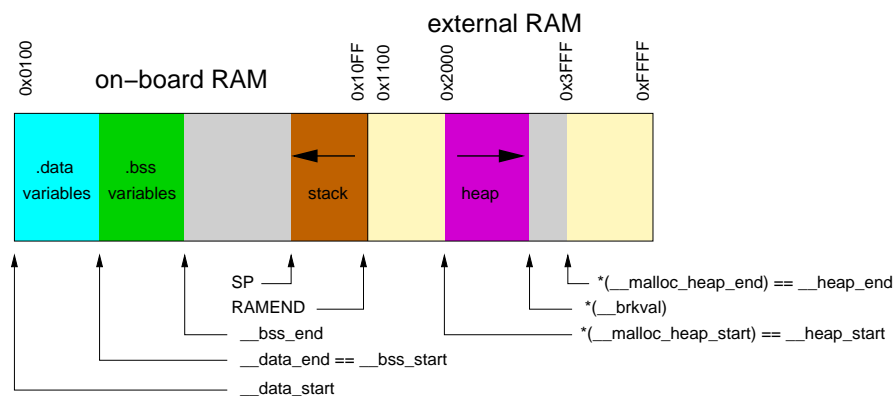 external RAM
on−board RAM
0x0100
0x10FF
0x1100
0x2000
0x3FFF
0xFFFF
.data
variables
.bss
variables
stack
heap
SP
RAMEND
__bss_end
__data_end == __bss_start
__data_start
*(__malloc_heap_end) == __heap_end
*(__brkval)
*(__malloc_heap_start) == __heap_start